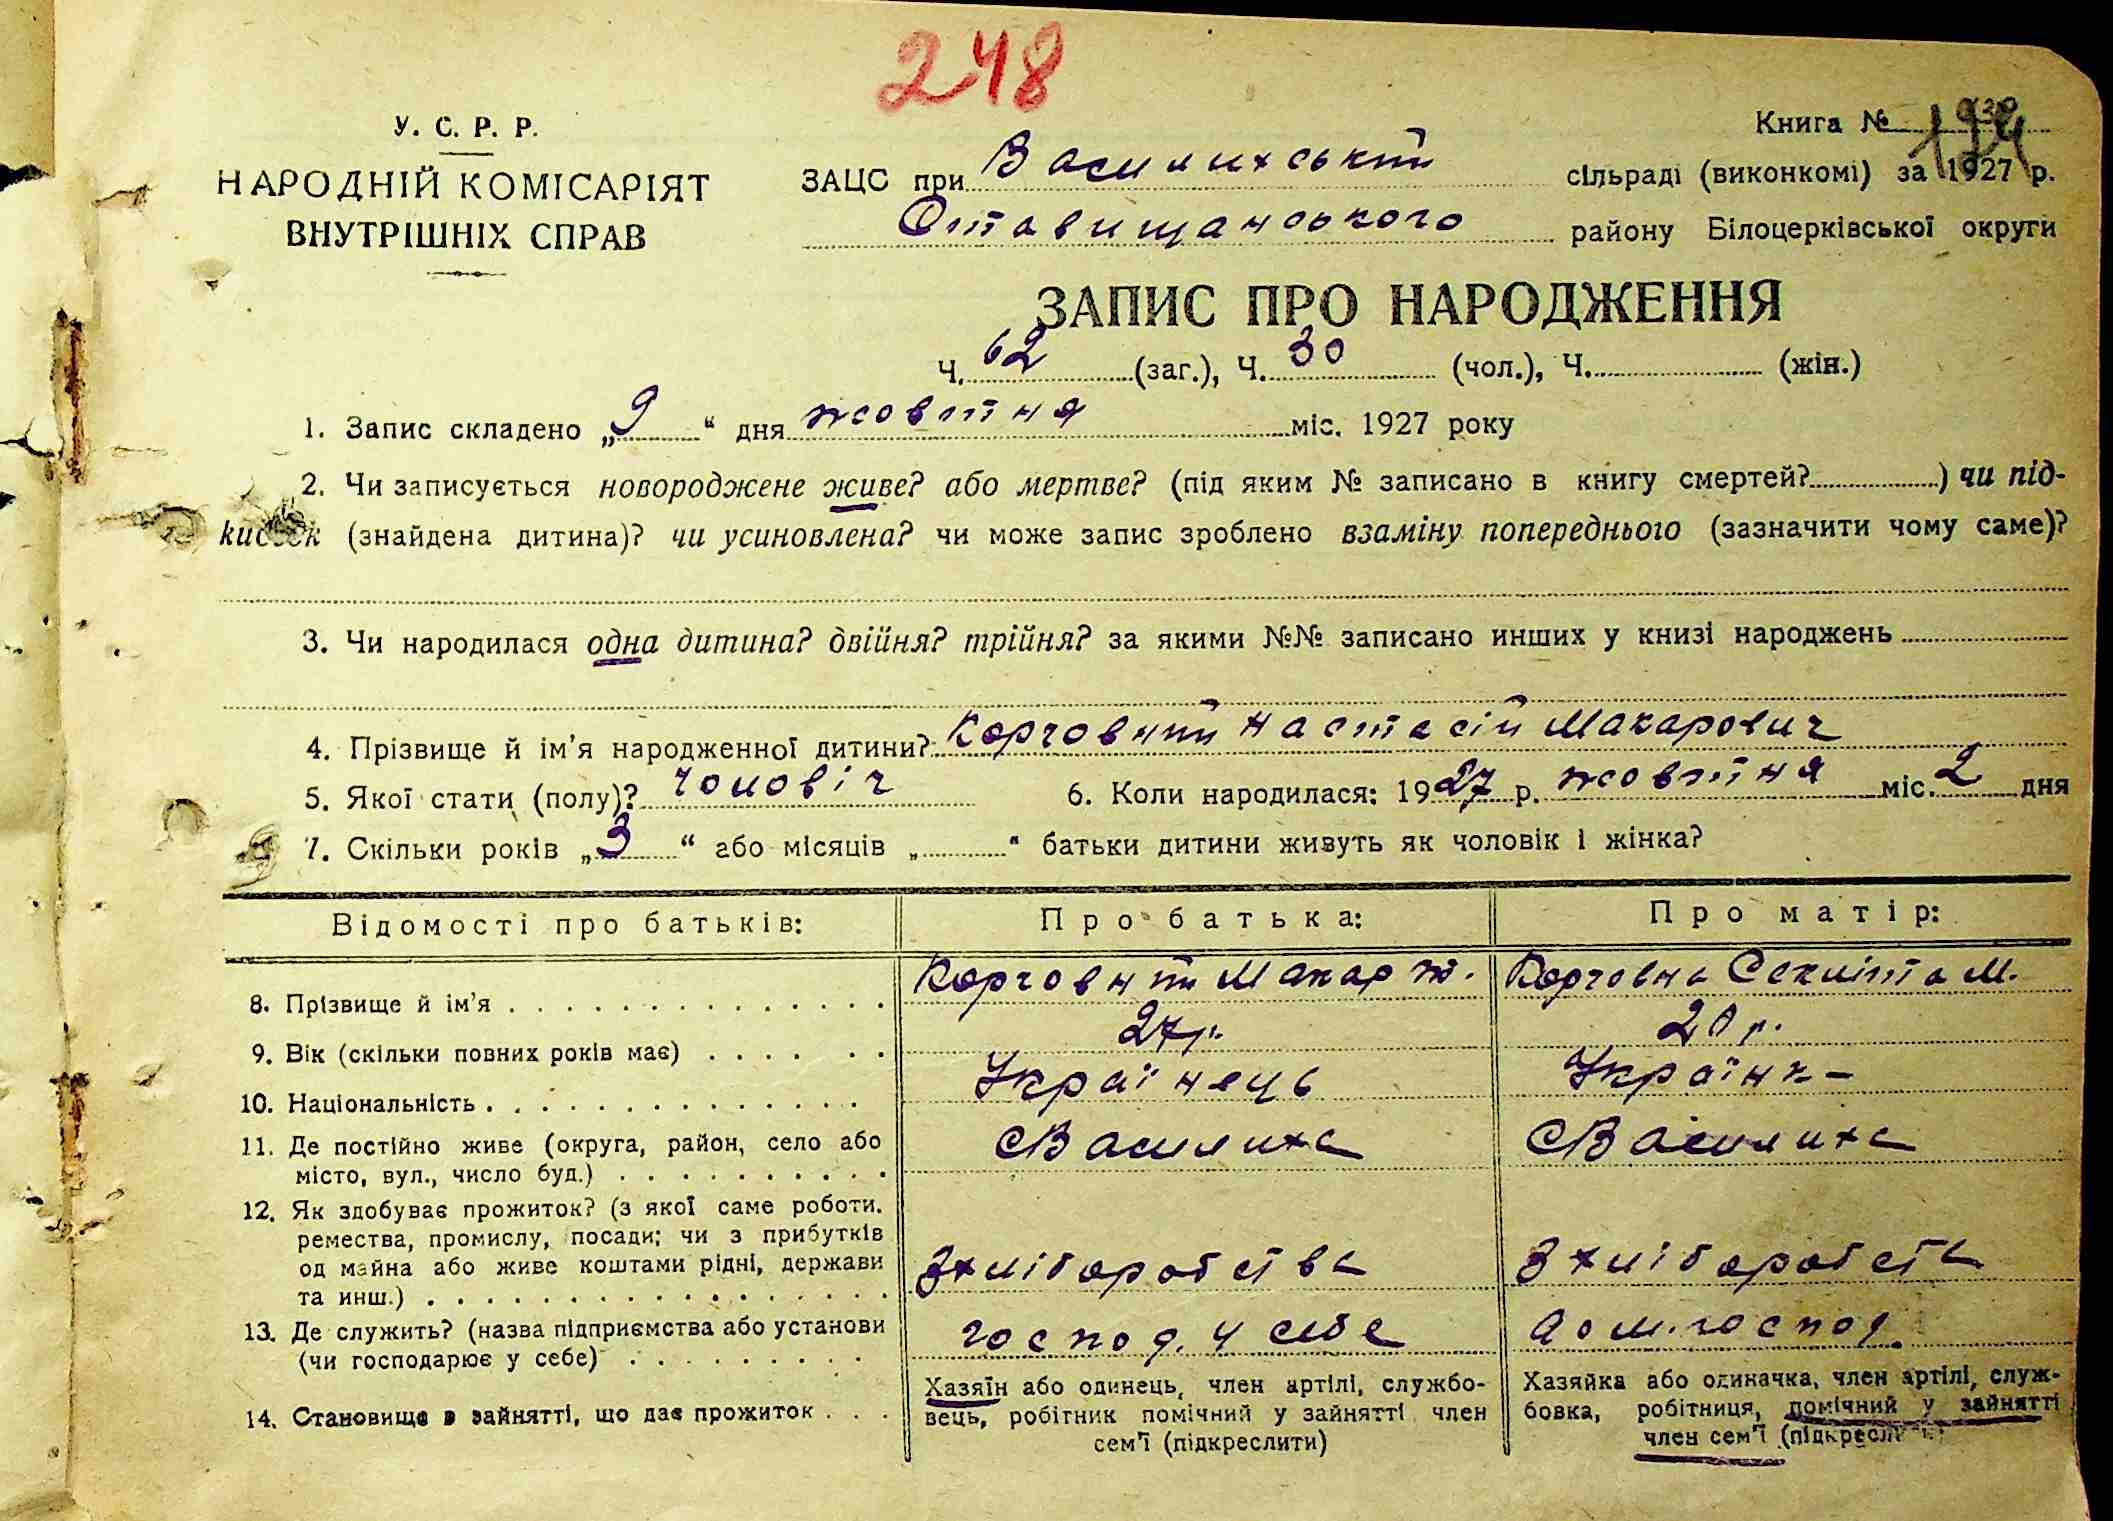 248
У. С. Р. Р.
НАРОДНІЙ КОМІСАРІЯТ
ВНУТРІШНІХ СПРАВ
Книга №
ЗАЦС при Василихській сільраді (виконкомі) за 1927 р.
Ставищанського району Білоцерківської округи
ЗАПИС ПРО НАРОДЖЕННЯ
Ч. 62 (заг.), Ч. 30 (чол.), Ч. (жін.)
1. Запис складено „9“ дня жовтня міс. 1927 року
2. Чи записується новороджене живе? або мертве? (під яким № записано в книгу смертей? ) чи під-
(знайдена дитина)? чи усиновлена? чи може запис зроблено взаміну попереднього (зазначити чому саме)?
3. Чи народилася одна дитина? двійня? трійня? за якими №№ записано инших у книзі народжень
4. Прізвище й ім'я народженної дитини? Корчовий Настасій Макарович
5. Якої стати (полу)? чоловіч 6. Коли народилася: 1927 р. жовтня міс. 2 дня
7. Скільки років „3“ або місяців „ “ батьки дитини живуть як чоловік і жінка?
Відомості про батьків: Про батька: Про матір:
8. Прізвище й ім'я Корчовий Макар Корчовна Секліта М.
9. Вік (скільки повних років має) 27 р. 20 р.
10. Національність Українець Українк-
11. Де постійно живе (округа, район, село або
місто, вул., число буд.) с Василиха с Василиха
12. Як здобуває прожиток? (з якої саме роботи.
ремества, промислу, посади; чи з прибутків
од майна або живе коштами рідні, держави
та инш.) З хліборобства З хліборобств
13. Де служить? (назва підприємства або установи
(чи господарює у себе) господ. у себе дом. господ.
14. Становище в зайнятті, що дає прожиток
Хазяїн або одинець, член артілі, службо-
вець, робітник помічний у зайнятті член
сем'ї (підкреслити)
Хазяйка або одиначка, член артілі, служ-
бовка, робітниця, помічний у зайнятті
член сем'ї